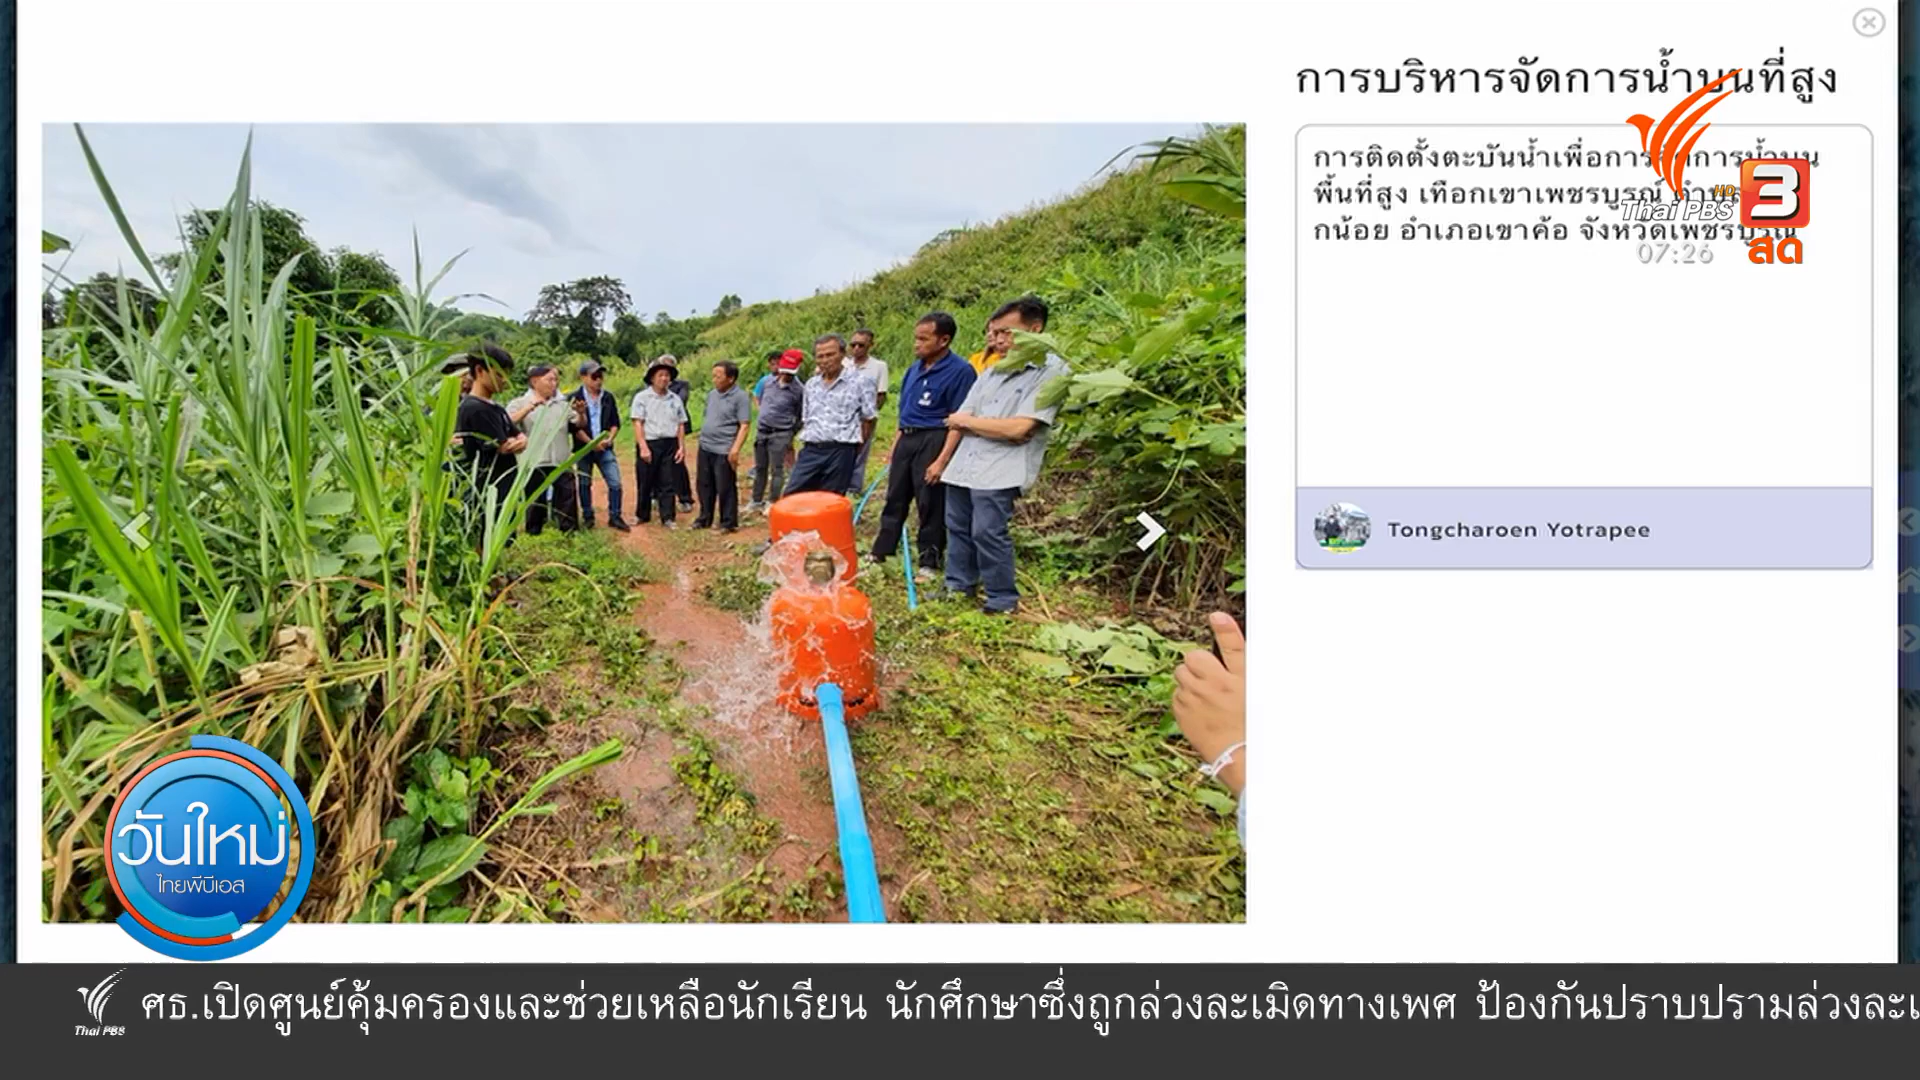 การบริหารจัดการน้ำบนที่สูง
การติดตั้งตะบันน้ำเพื่อการจัดการน้ำบน
พื้นที่สูง เทือกเขาเพชรบูรณ์
กน้อย อำเภอเขาค้อ จังหวัดเพชรบูรณ์
HD
Thai PBS
3
07:26
สด
Tongcharoen Yotrapee
วันใหม่
ไทยพีบีเอส
Thai PBS
ศธ.เปิดศูนย์คุ้มครองและช่วยเหลือนักเรียน นักศึกษาซึ่งถูกล่วงละเมิดทางเพศ ป้องกันปราบปรามล่วงละเ